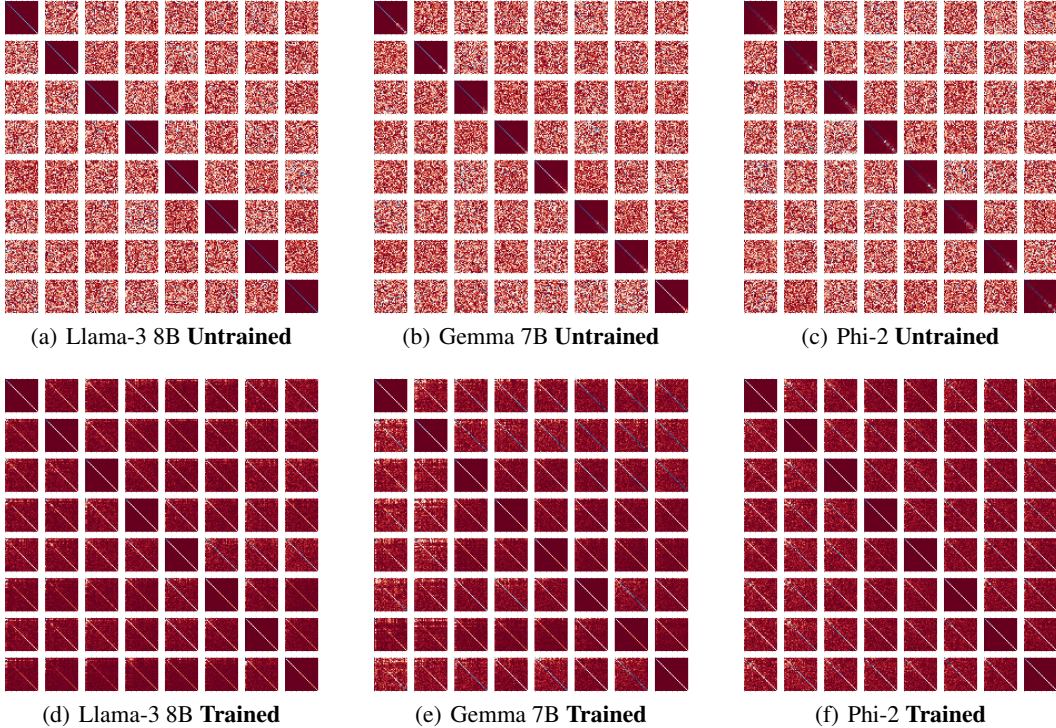 (a) Llama-3 8B Untrained
(b) Gemma 7B Untrained
(c) Phi-2 Untrained
(d) Llama-3 8B Trained
(e) Gemma 7B Trained
(f) Phi-2 Trained